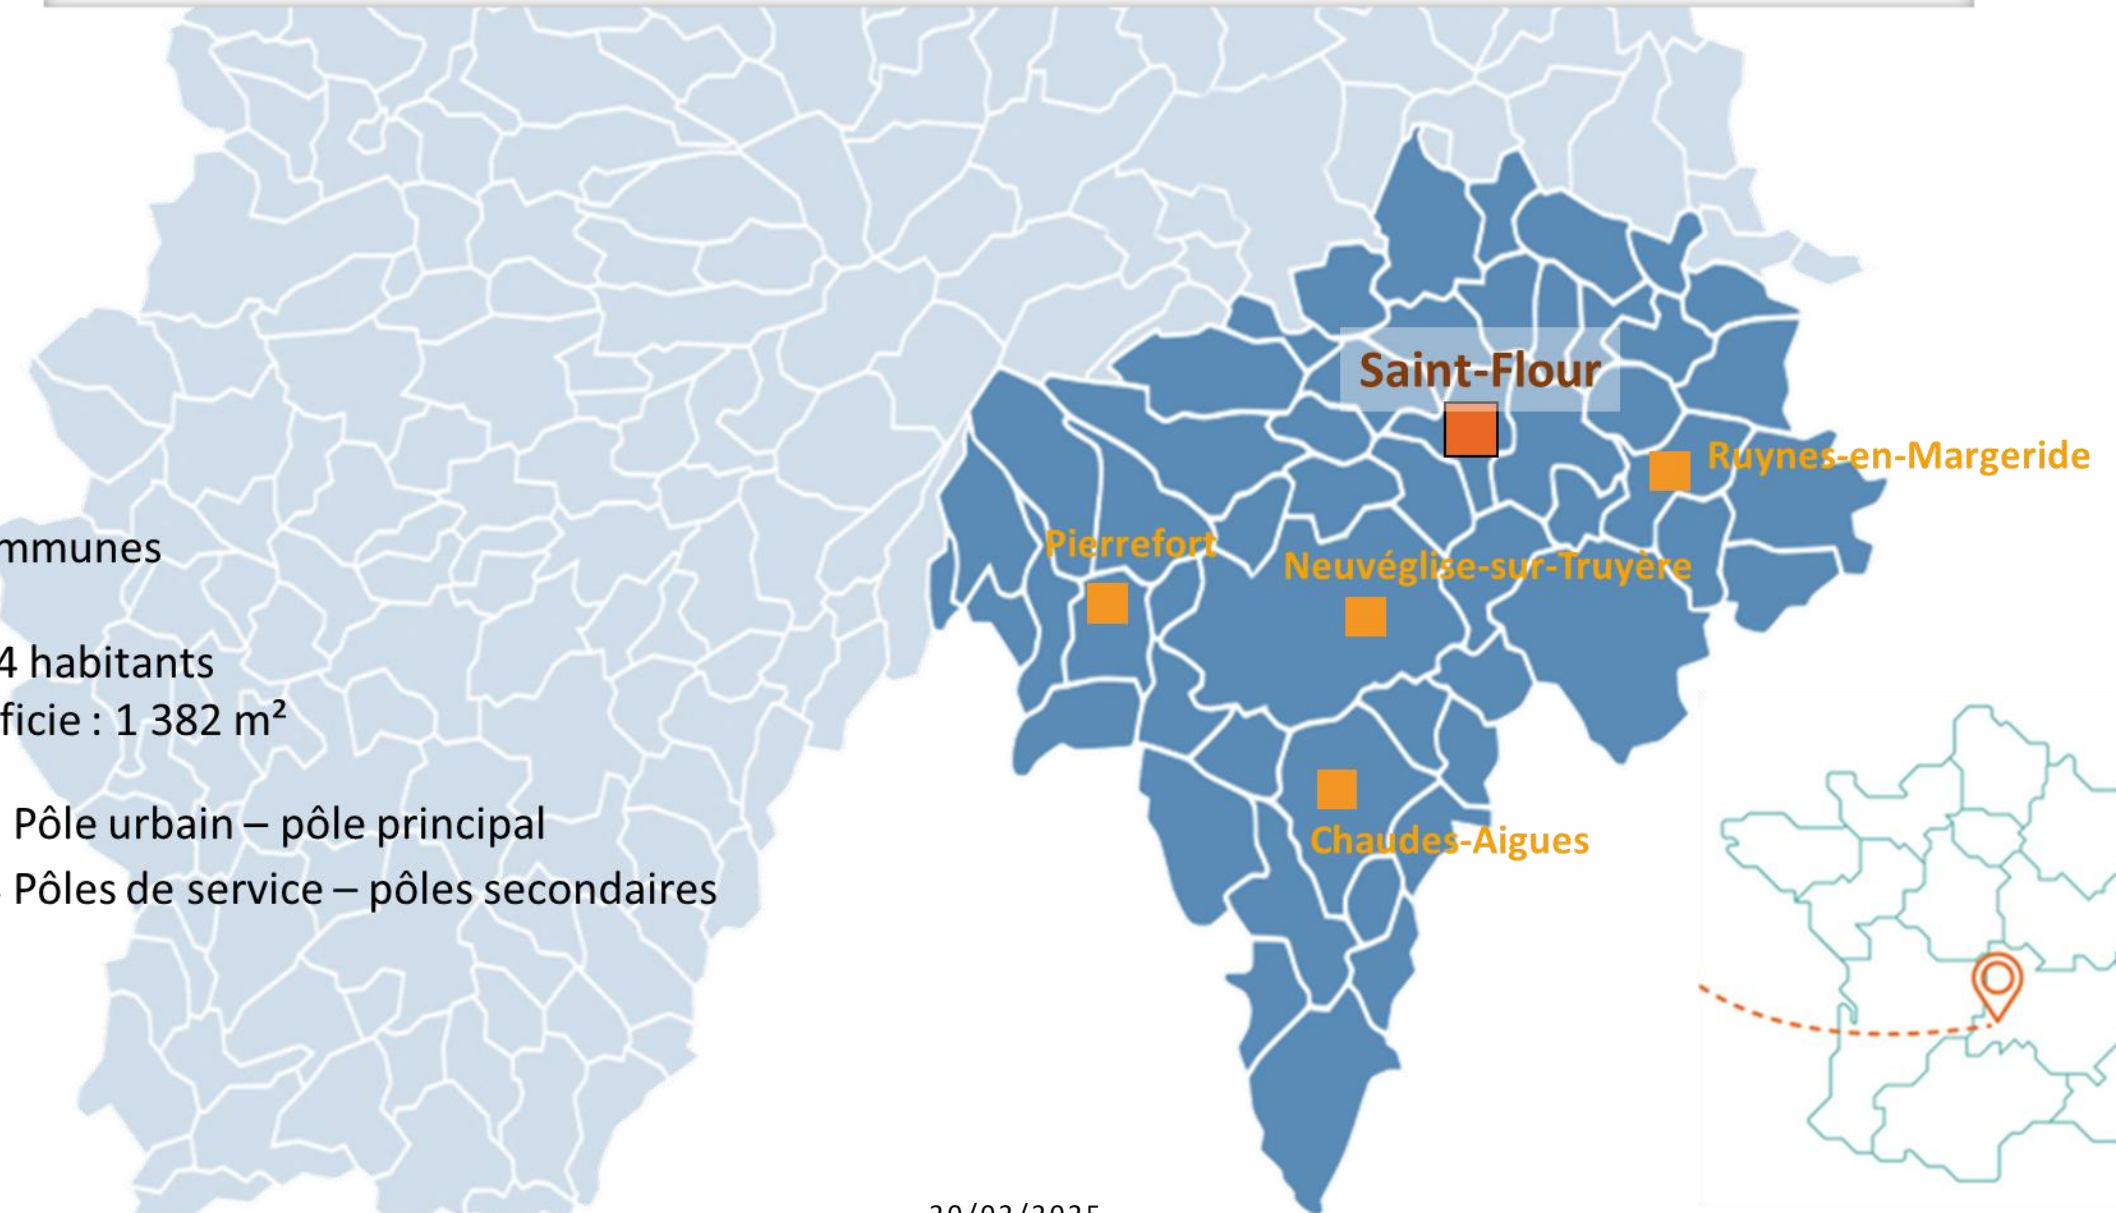 Saint-Flour
Ruynes-en-Margeride
Pierrefort
Neuvéglise-sur-Truyère
Chaudes-Aigues
mmunes
4 habitants
ficie : 1 382 m²
Pôle urbain – pôle principal
Pôles de service – pôles secondaires